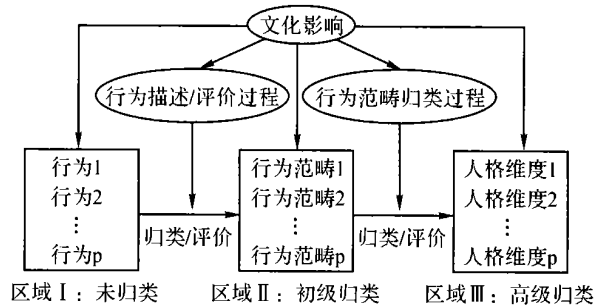 文化影响
行为描述/评价过程
行为范畴归类过程
行为1
行为2
⋮
行为p
归类/评价
行为范畴1
行为范畴2
⋮
行为范畴p
归类/评价
人格维度1
人格维度2
⋮
人格维度p
区域Ⅰ：未归类
区域Ⅱ：初级归类
区域Ⅲ：高级归类